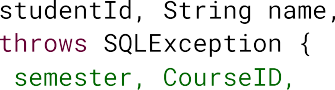 studentId, String name,
throws SQLException {
semester, CourseID,